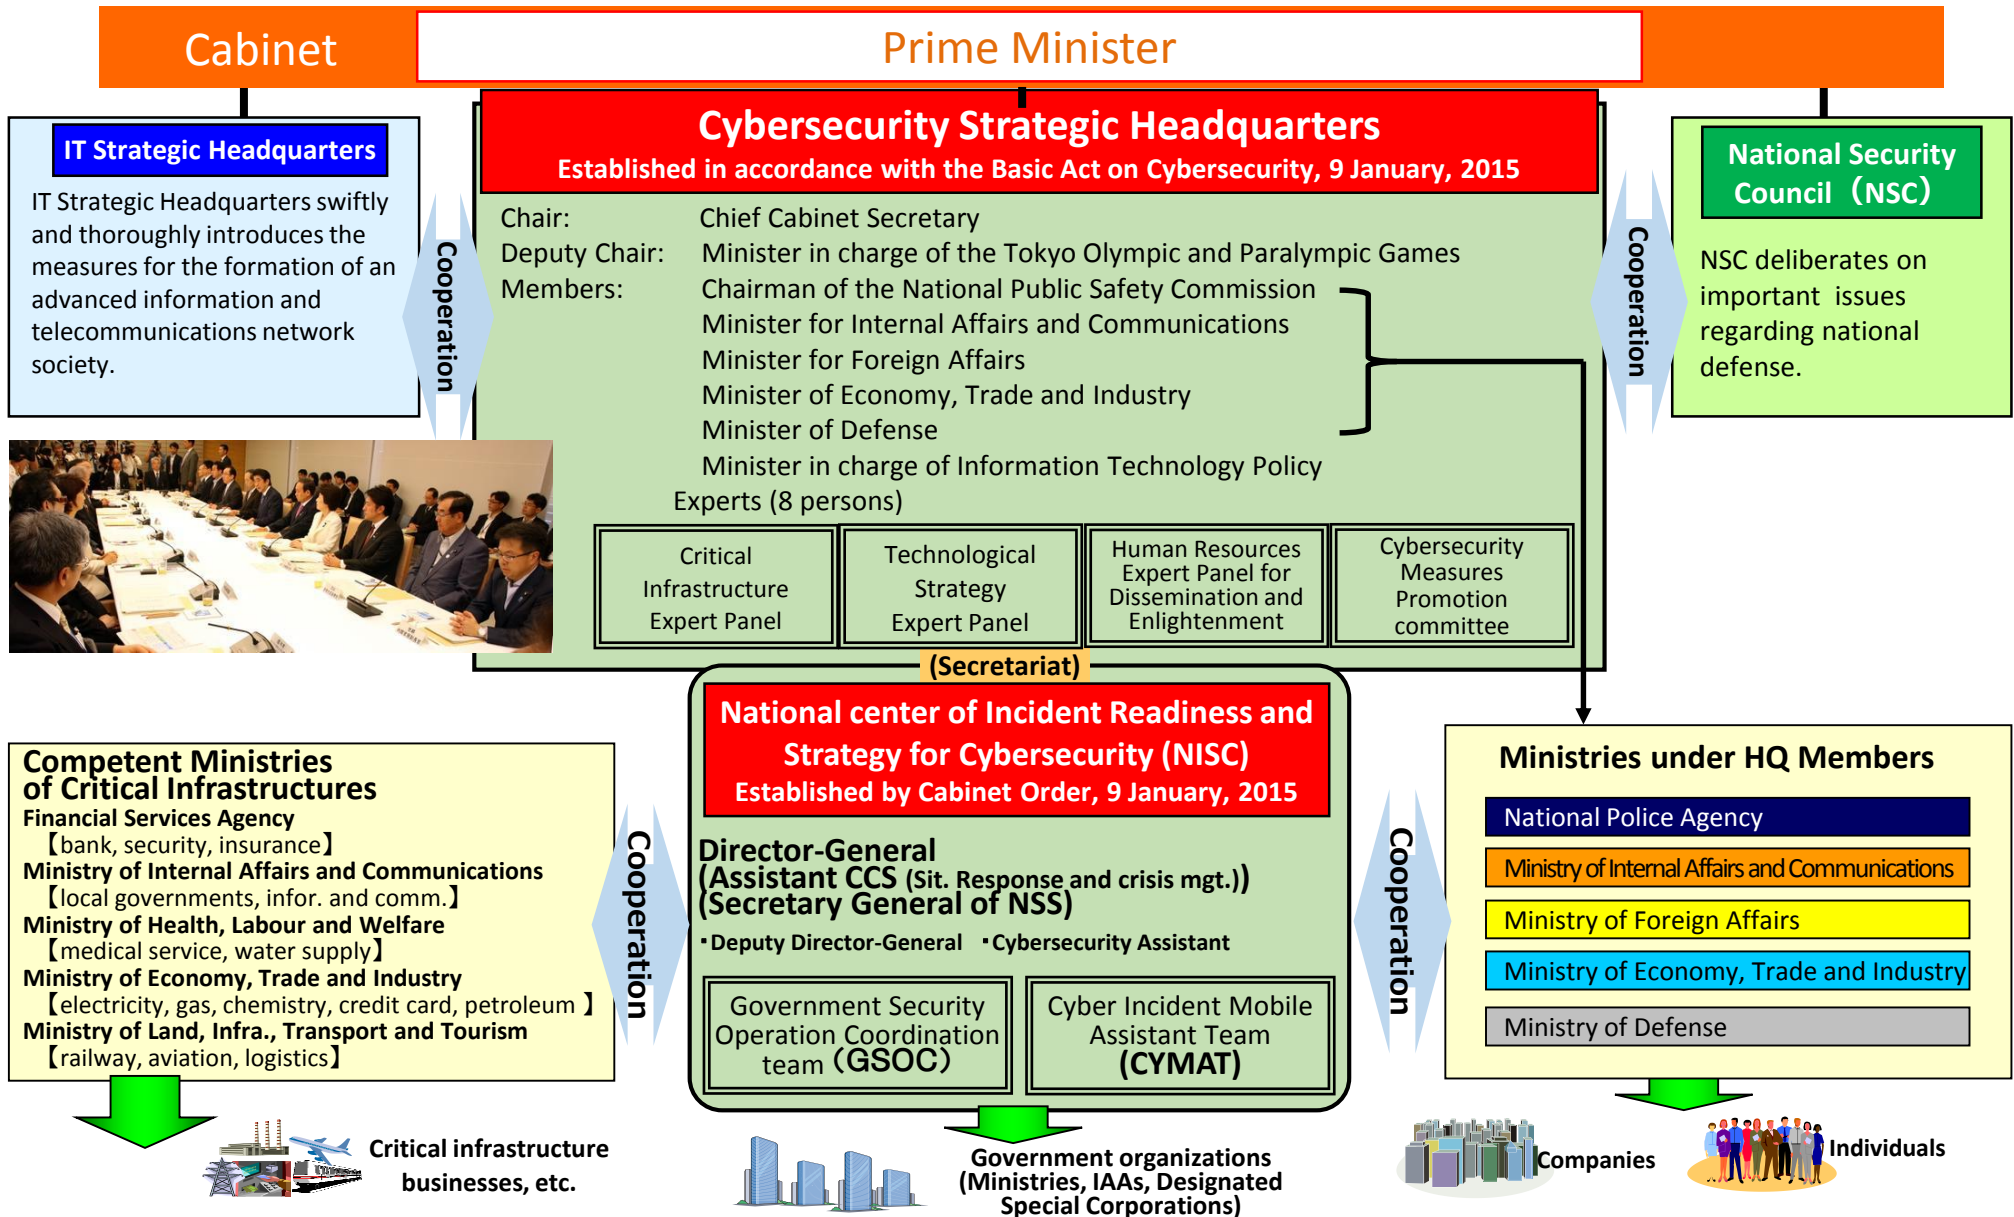 Cabinet
Prime Minister
IT Strategic Headquarters
IT Strategic Headquarters swiftly
and thoroughly introduces the
measures for the formation of an
advanced information and
telecommunications network
society.
Cooperation
Cybersecurity Strategic Headquarters
Established in accordance with the Basic Act on Cybersecurity, 9 January, 2015
Chair: Chief Cabinet Secretary
Deputy Chair: Minister in charge of the Tokyo Olympic and Paralympic Games
Members: Chairman of the National Public Safety Commission
Minister for Internal Affairs and Communications
Minister for Foreign Affairs
Minister of Economy, Trade and Industry
Minister of Defense
Minister in charge of Information Technology Policy
Experts (8 persons)
Critical
Infrastructure
Expert Panel
Technological
Strategy
Expert Panel
Human Resources
Expert Panel for
Dissemination and
Enlightenment
Cybersecurity
Measures
Promotion
committee
Cooperation
National Security
Council（NSC）
NSC deliberates on
important issues
regarding national
defense.
(Secretariat)
National center of Incident Readiness and
Strategy for Cybersecurity (NISC)
Established by Cabinet Order, 9 January, 2015
Director-General
(Assistant CCS (Sit. Response and crisis mgt.))
(Secretary General of NSS)
・Deputy Director-General ・Cybersecurity Assistant
Government Security
Operation Coordination
team（GSOC）
Cyber Incident Mobile
Assistant Team
(CYMAT)
Competent Ministries
of Critical Infrastructures
Financial Services Agency
【bank, security, insurance】
Ministry of Internal Affairs and Communications
【local governments, infor. and comm.】
Ministry of Health, Labour and Welfare
【medical service, water supply】
Ministry of Economy, Trade and Industry
【electricity, gas, chemistry, credit card, petroleum 】
Ministry of Land, Infra., Transport and Tourism
【railway, aviation, logistics】
Cooperation
Cooperation
Ministries under HQ Members
National Police Agency
Ministry of Internal Affairs and Communications
Ministry of Foreign Affairs
Ministry of Economy, Trade and Industry
Ministry of Defense
Critical infrastructure
businesses, etc.
Government organizations
(Ministries, IAAs, Designated
Special Corporations)
Companies
Individuals